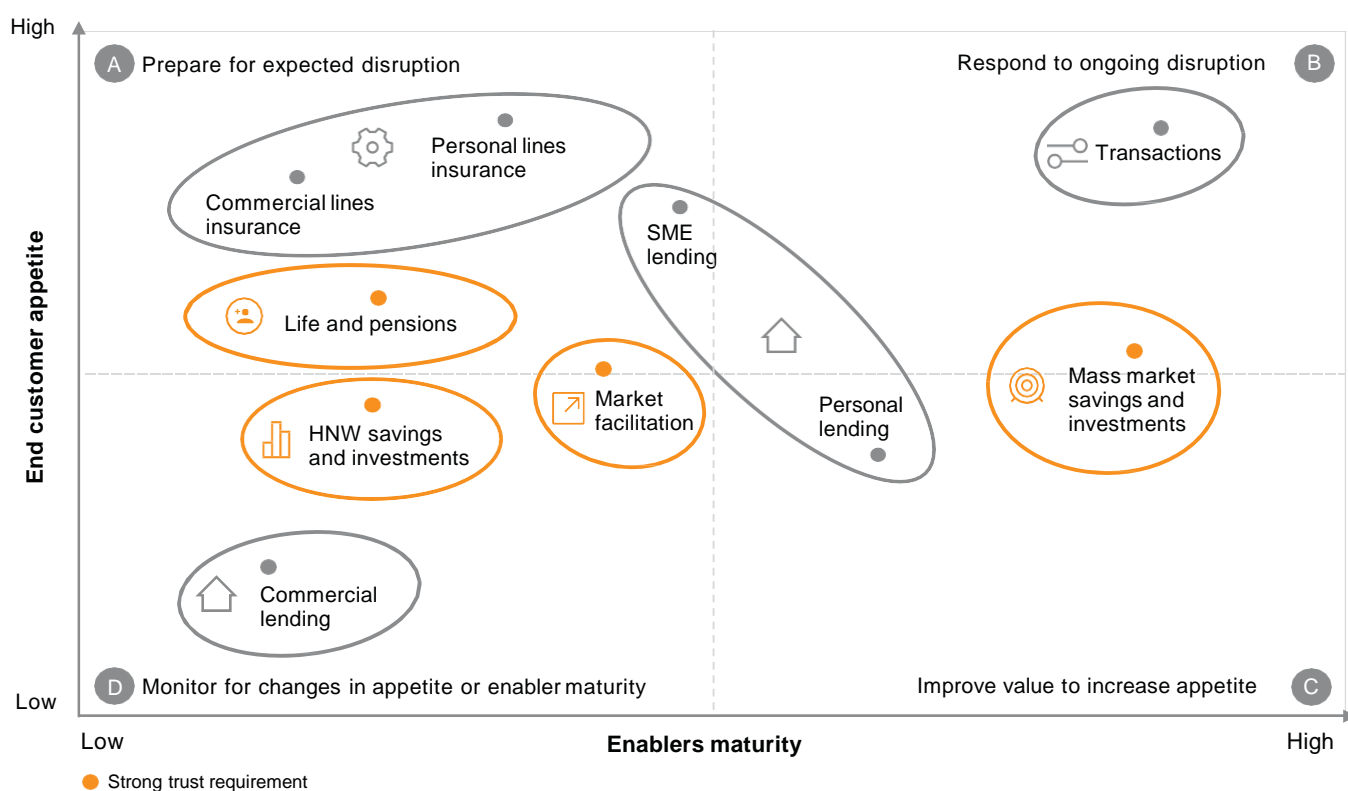 High
A Prepare for expected disruption
Respond to ongoing disruption B
Personal lines
insurance
Transactions
Commercial lines
insurance
SME
lending
Life and pensions
End customer appetite
Market
facilitation
Mass market
savings and
investments
Personal
lending
HNW savings
and investments
Commercial
lending
D Monitor for changes in appetite or enabler maturity
Improve value to increase appetite C
Low
Low
Enablers maturity
High
Strong trust requirement